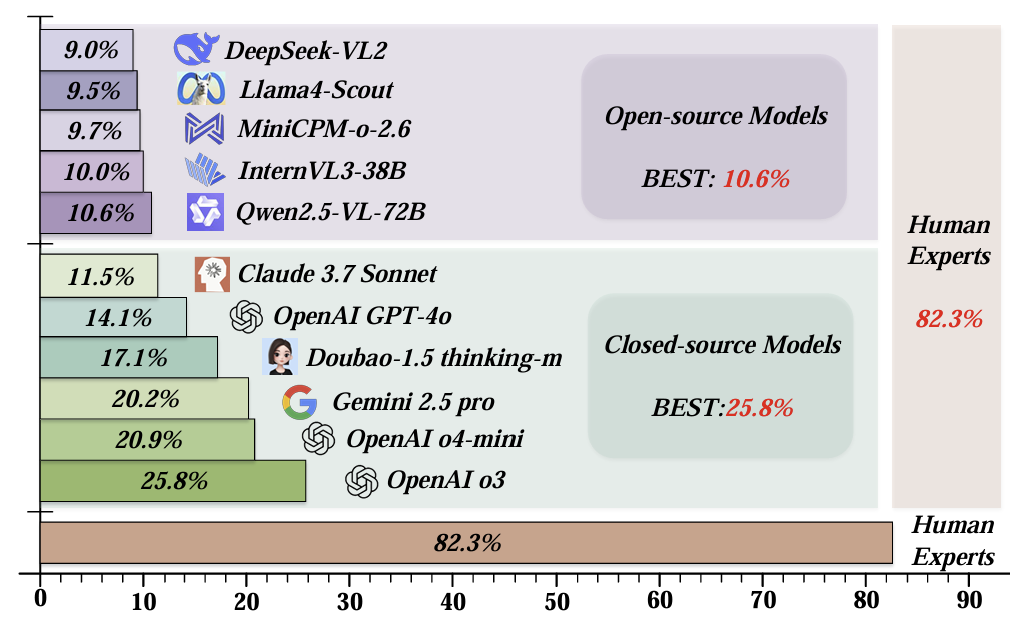 9.0% DeepSeek-VL2
9.5% Llama4-Scout
9.7% MiniCPM-o-2.6
10.0% InternVL3-38B
10.6% Qwen2.5-VL-72B
Open-source Models
BEST: 10.6%
11.5% Claude 3.7 Sonnet
14.1% OpenAI GPT-4o
17.1% Doubao-1.5 thinking-m
20.2% Gemini 2.5 pro
20.9% OpenAI o4-mini
25.8% OpenAI o3
Closed-source Models
BEST:25.8%
Human
Experts
82.3%
82.3%
Human
Experts
0 10 20 30 40 50 60 70 80 90